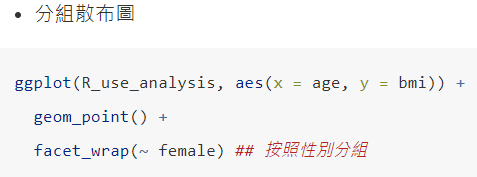 • 分組散布圖
ggplot(R_use_analysis, aes(x = age, y = bmi)) +
  geom_point() +
  facet_wrap(~ female) ## 按照性別分組